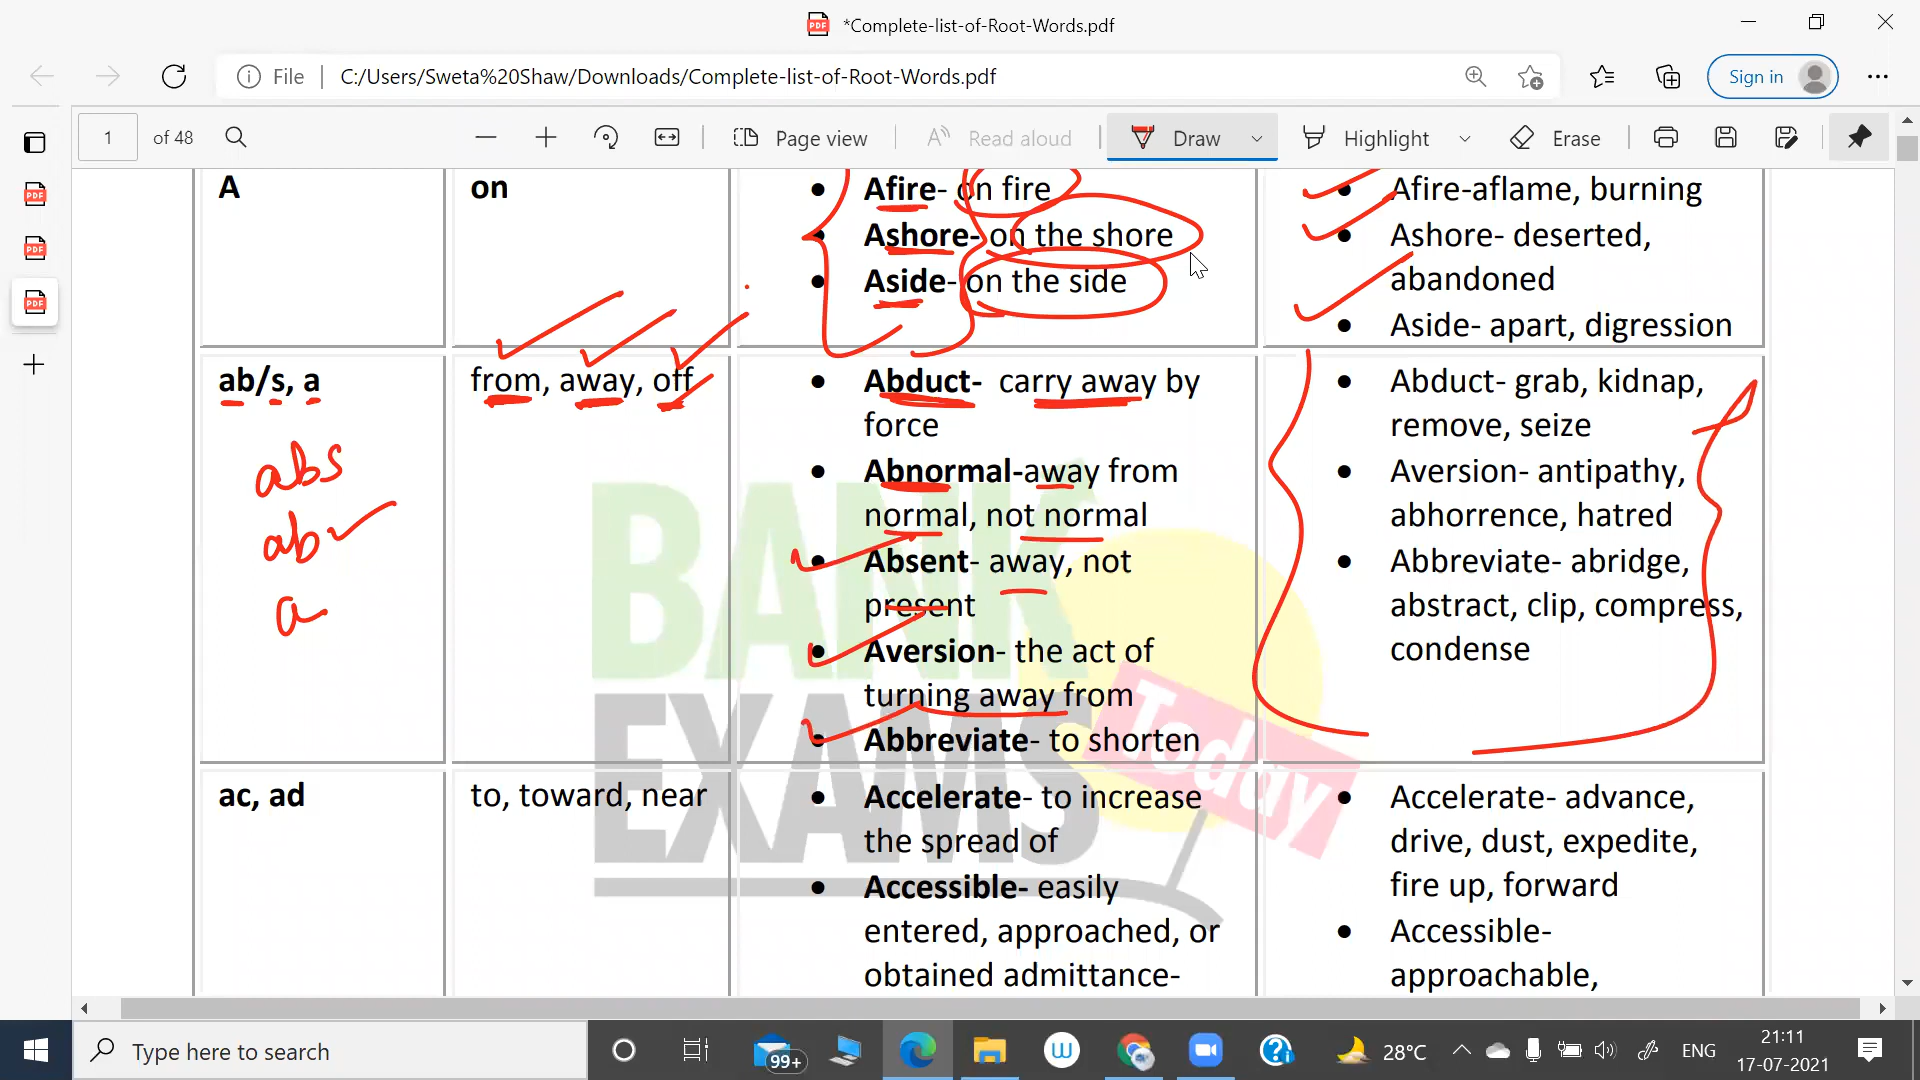 *Complete-list-of-Root-Words.pdf
File
C:/Users/Sweta%20Shaw/Downloads/Complete-list-of-Root-Words.pdf
Sign in
1 of 48
Page view
Read aloud
Draw
Highlight
Erase
A
on
• Afire- on fire
• Ashore- on the shore
• Aside- on the side
• Afire-aflame, burning
• Ashore- deserted,
abandoned
• Aside- apart, digression
ab/s, a
abs
ab
a
from, away, off
• Abduct- carry away by
force
• Abnormal-away from
normal, not normal
• Absent- away, not
present
• Aversion- the act of
turning away from
• Abbreviate- to shorten
• Abduct- grab, kidnap,
remove, seize
• Aversion- antipathy,
abhorrence, hatred
• Abbreviate- abridge,
abstract, clip, compress,
condense
BANK
EXAMS
Today
ac, ad
to, toward, near
• Accelerate- to increase
the spread of
• Accessible- easily
entered, approached, or
obtained admittance-
• Accelerate- advance,
drive, dust, expedite,
fire up, forward
• Accessible-
approachable,
Type here to search
99+
28°C
ENG
21:11
17-07-2021